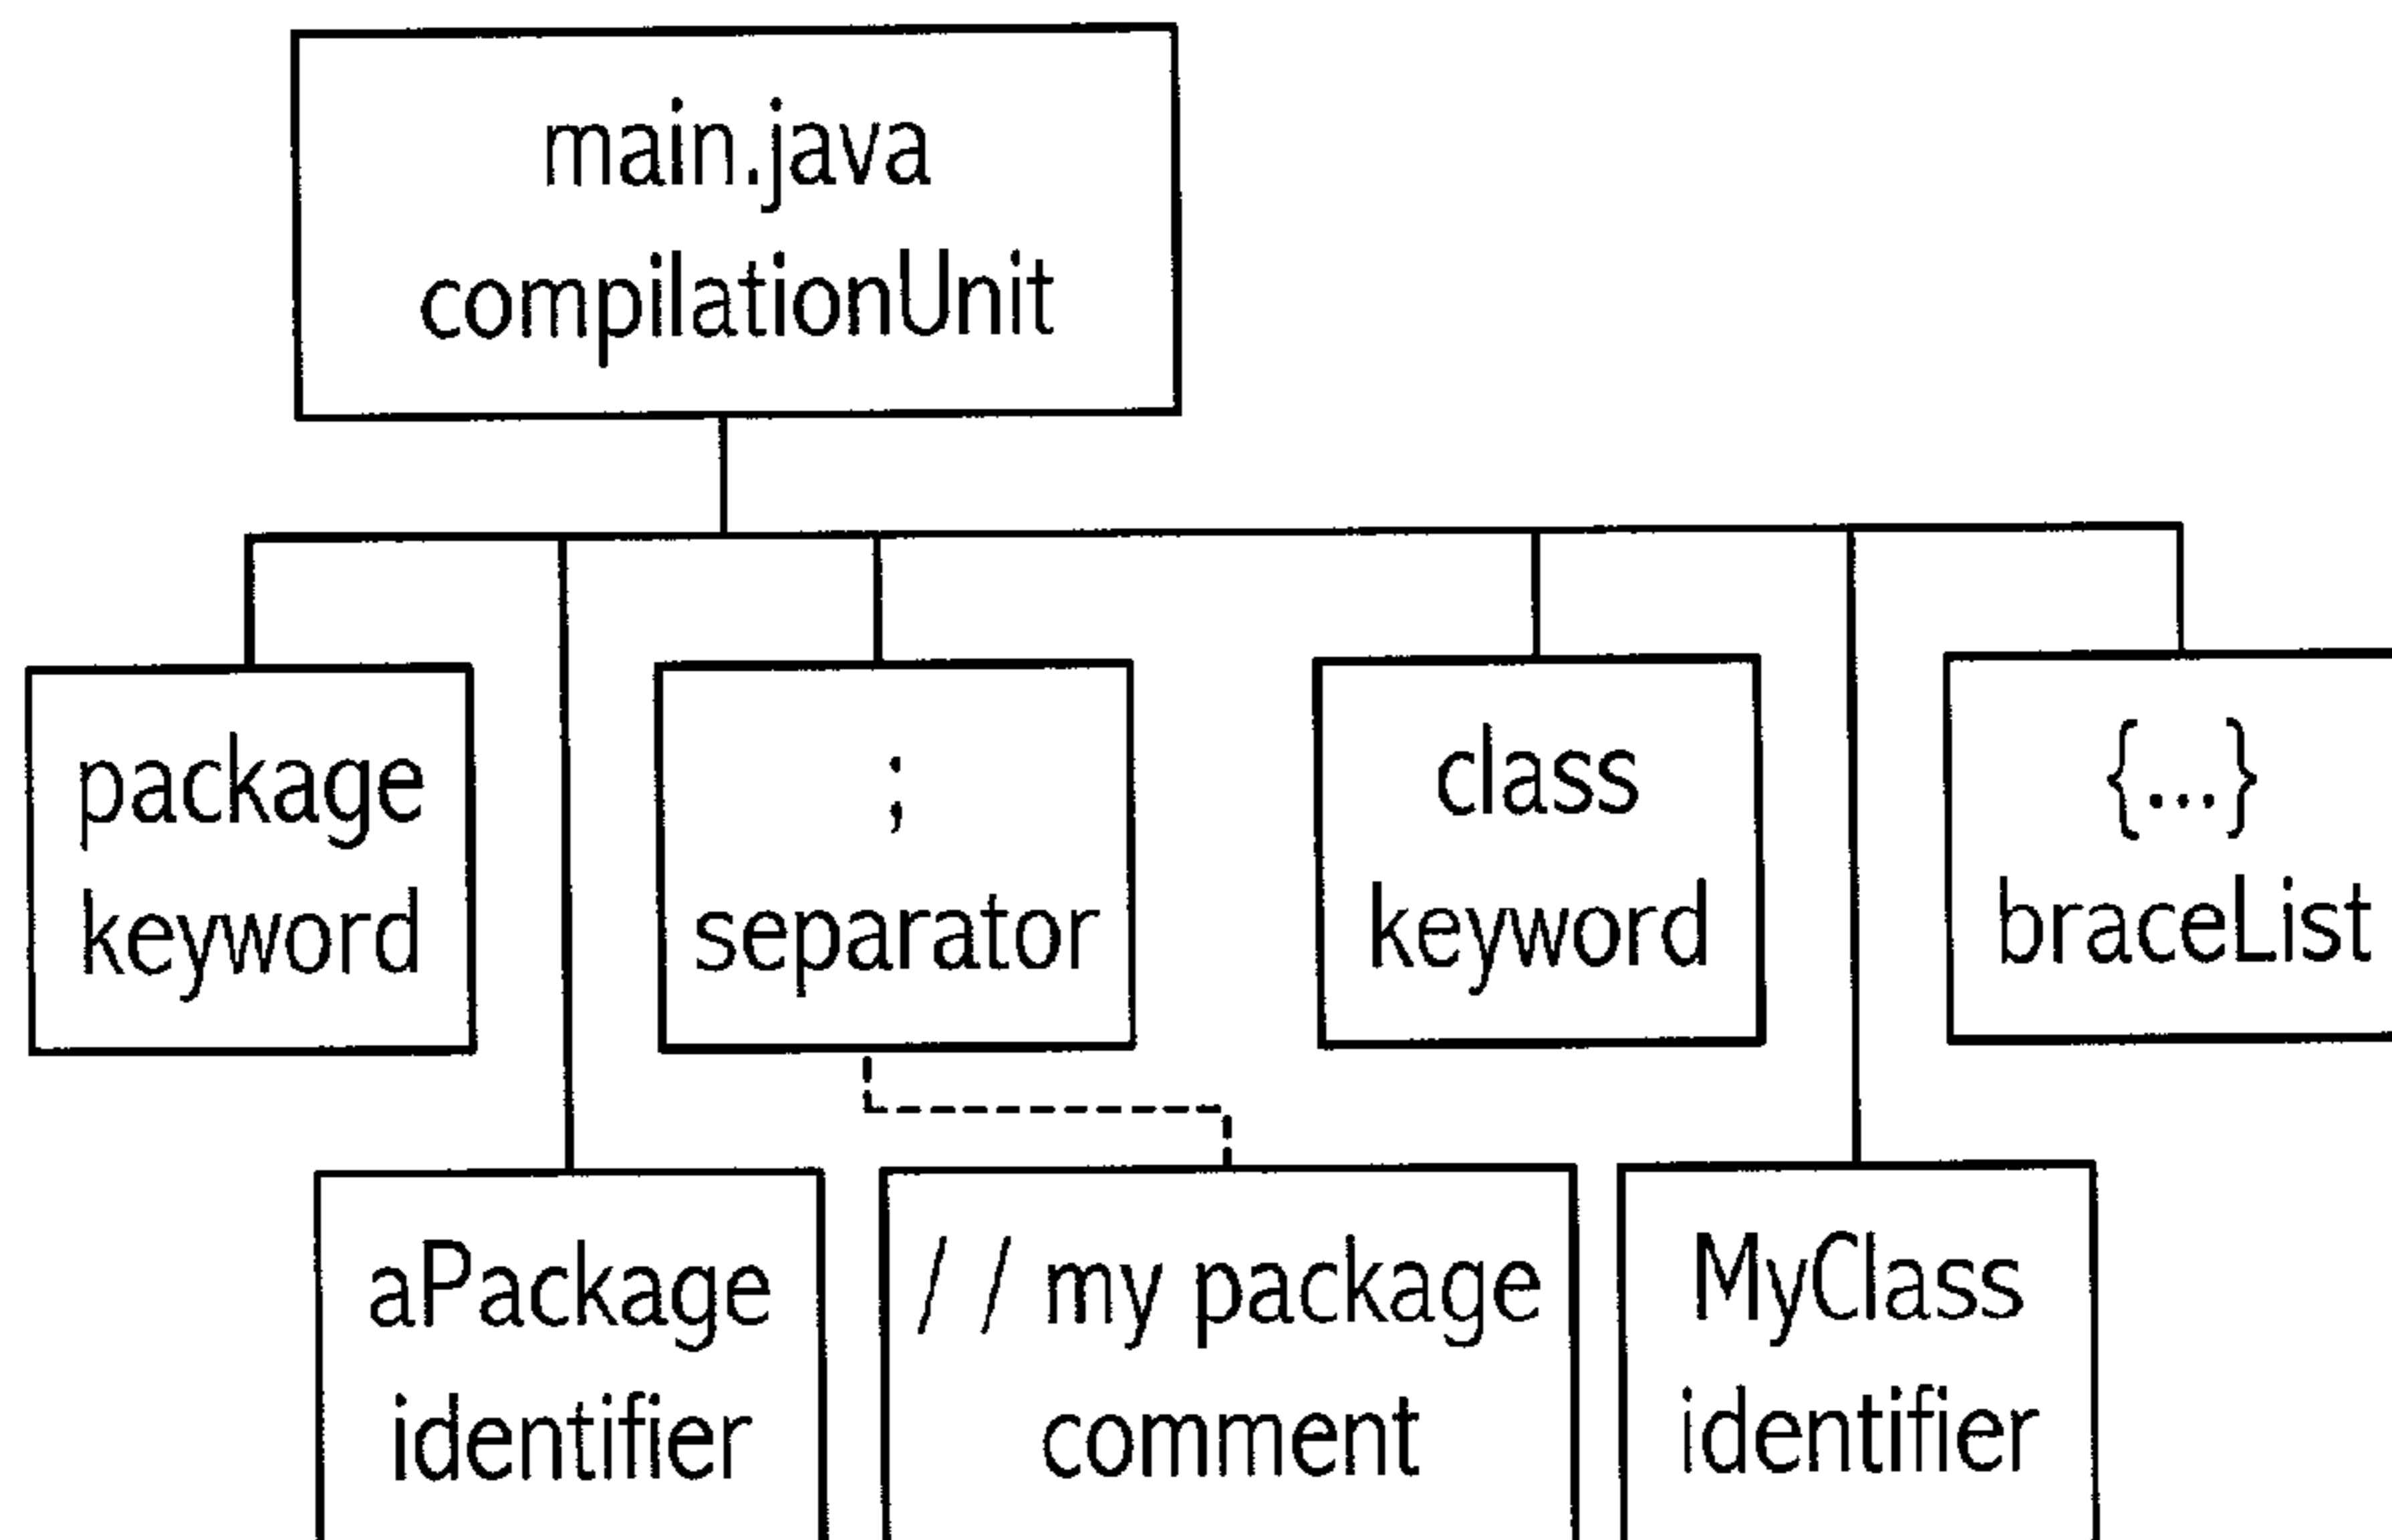 main.java
compilationUnit
package
keyword
;
separator
class
keyword
{...}
braceList
aPackage
identifier
/ / my package
comment
MyClass
identifier